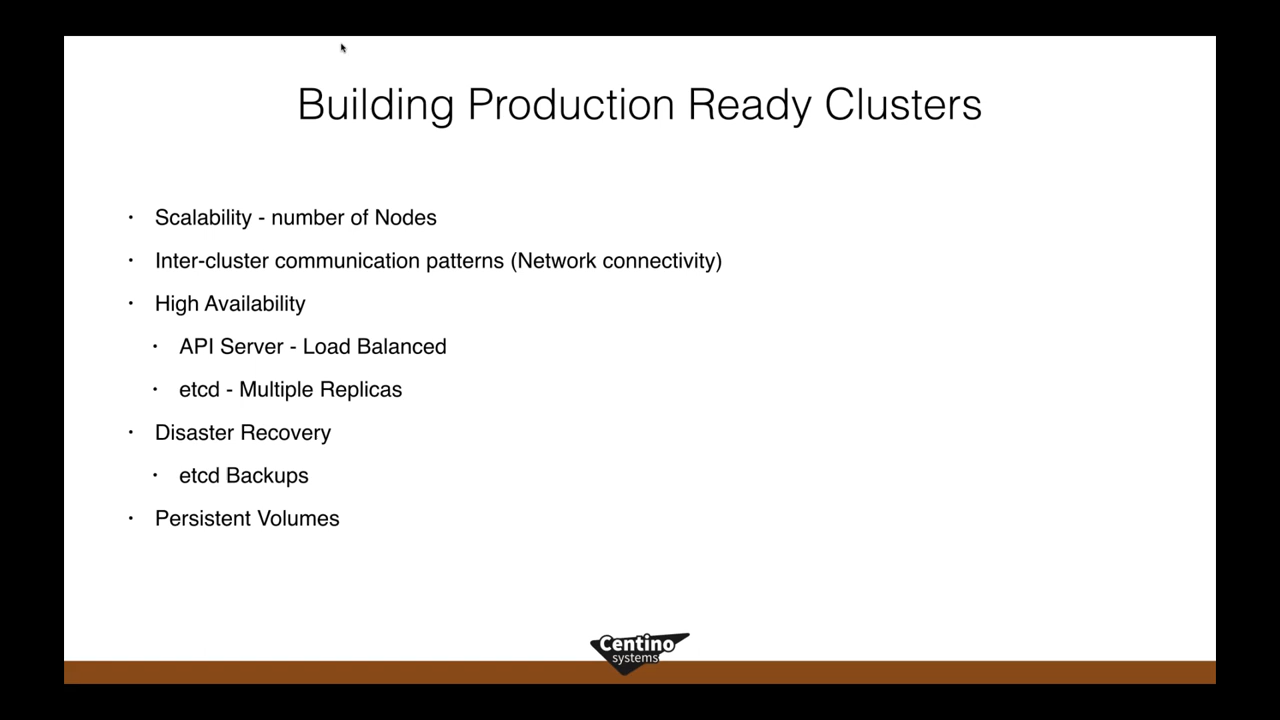 Building Production Ready Clusters
• Scalability - number of Nodes
• Inter-cluster communication patterns (Network connectivity)
• High Availability
• API Server - Load Balanced
• etcd - Multiple Replicas
• Disaster Recovery
• etcd Backups
• Persistent Volumes
Centino
systems